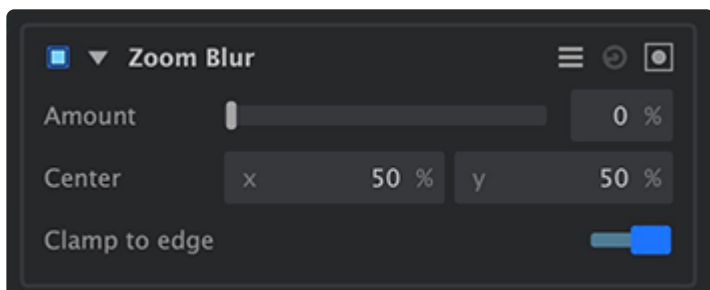 Zoom Blur
Amount 0 %
Center x 50 % y 50 %
Clamp to edge